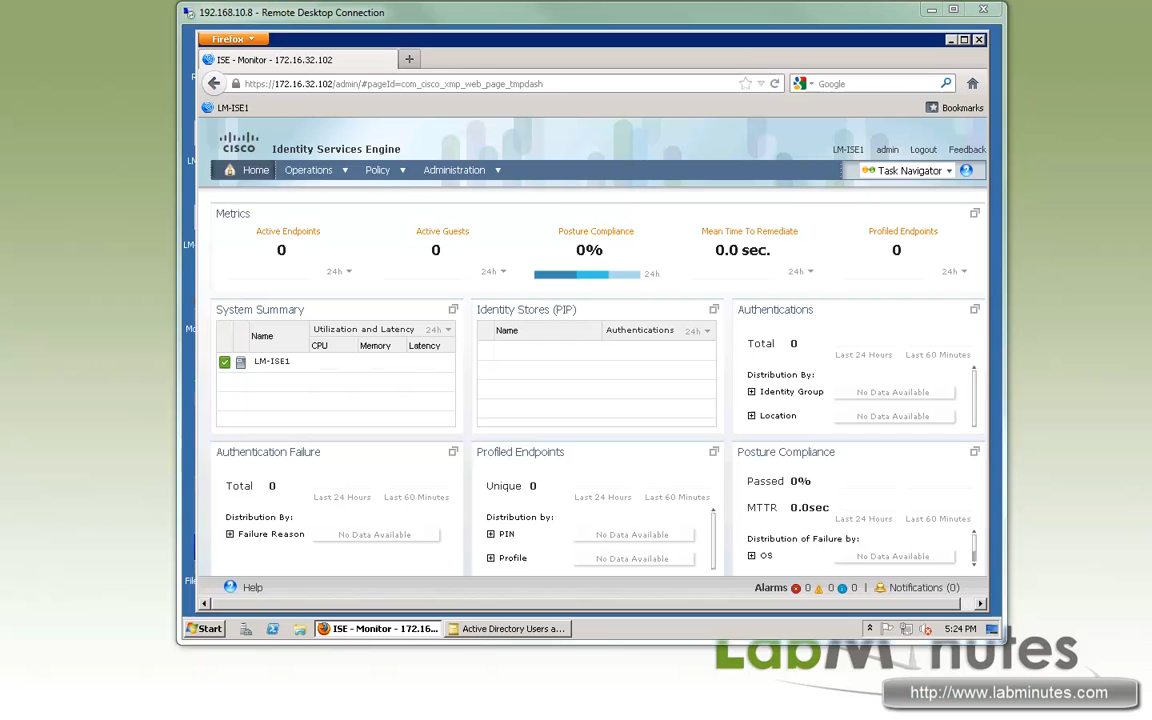 192.168.10.8 - Remote Desktop Connection
Firefox
ISE - Monitor - 172.16.32.102
https://172.16.32.102/admin/#pageId=com_cisco_xmp_web_page_tmpdash
Google
LM-ISE1
Bookmarks
CISCO
Identity Services Engine
LM-ISE1 admin Logout Feedback
Home Operations Policy Administration Task Navigator
Metrics
Active Endpoints Active Guests Posture Compliance Mean Time To Remediate Profiled Endpoints
0 0 0% 0.0 sec. 0
24h 24h 24h 24h 24h
System Summary Identity Stores (PIP) Authentications
Name Utilization and Latency 24h
CPU Memory Latency
LM-ISE1
Name Authentications 24h
Total 0
Last 24 Hours Last 60 Minutes
Distribution By:
Identity Group No Data Available
Location No Data Available
Authentication Failure Profiled Endpoints Posture Compliance
Total 0
Last 24 Hours Last 60 Minutes
Distribution By:
Failure Reason No Data Available
Unique 0
Last 24 Hours Last 60 Minutes
Distribution by:
PIN No Data Available
Profile No Data Available
Passed 0%
MTTR 0.0sec
Last 24 Hours Last 60 Minutes
Distribution of Failure by:
OS No Data Available
Help Alarms 0 0 0 | Notifications (0)
Start ISE - Monitor - 172.16... Active Directory Users a... 5:24 PM
LabMinutes
http://www.labminutes.com